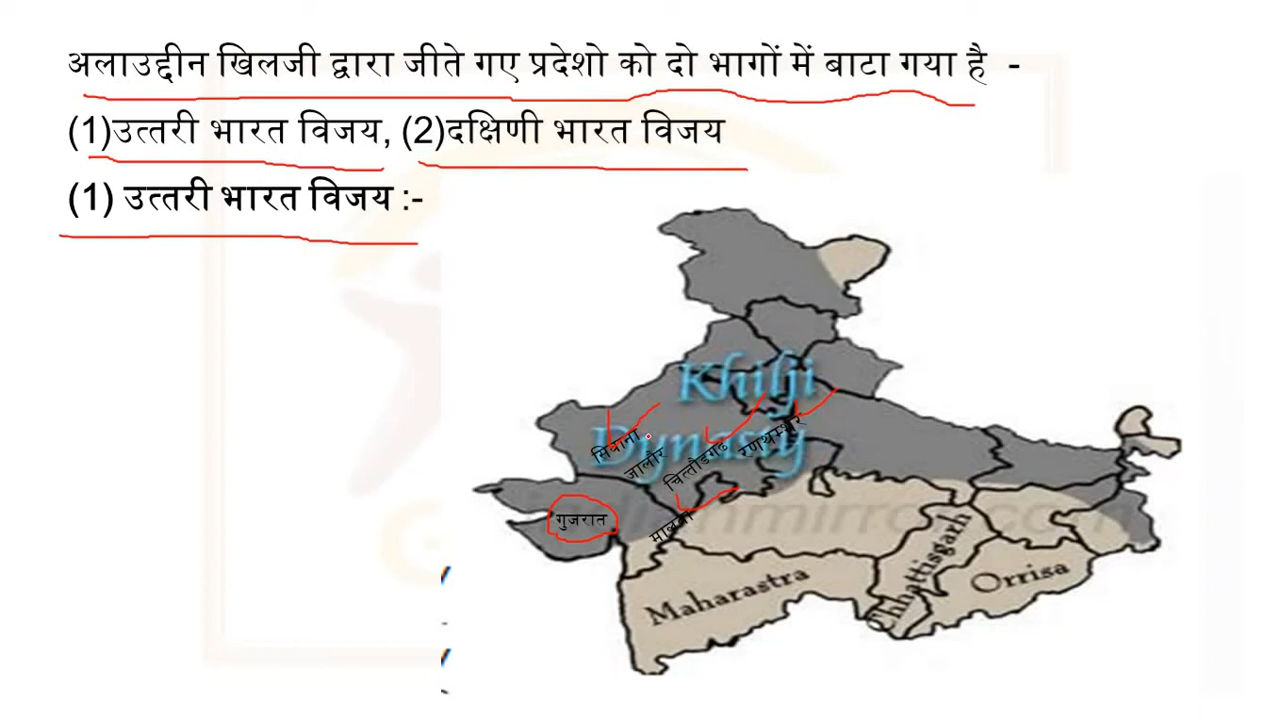 अलाउद्दीन खिलजी द्वारा जीते गए प्रदेशो को दो भागों में बाटा गया है -
(1)उत्तरी भारत विजय, (2)दक्षिणी भारत विजय
(1) उत्तरी भारत विजय :-
Khilji
Dynasty
सिवाना
जालौर
चित्तौडगढ
रणथम्भौर
गुजरात
मालवा
Maharastra
Chhattisgarh
Orrisa